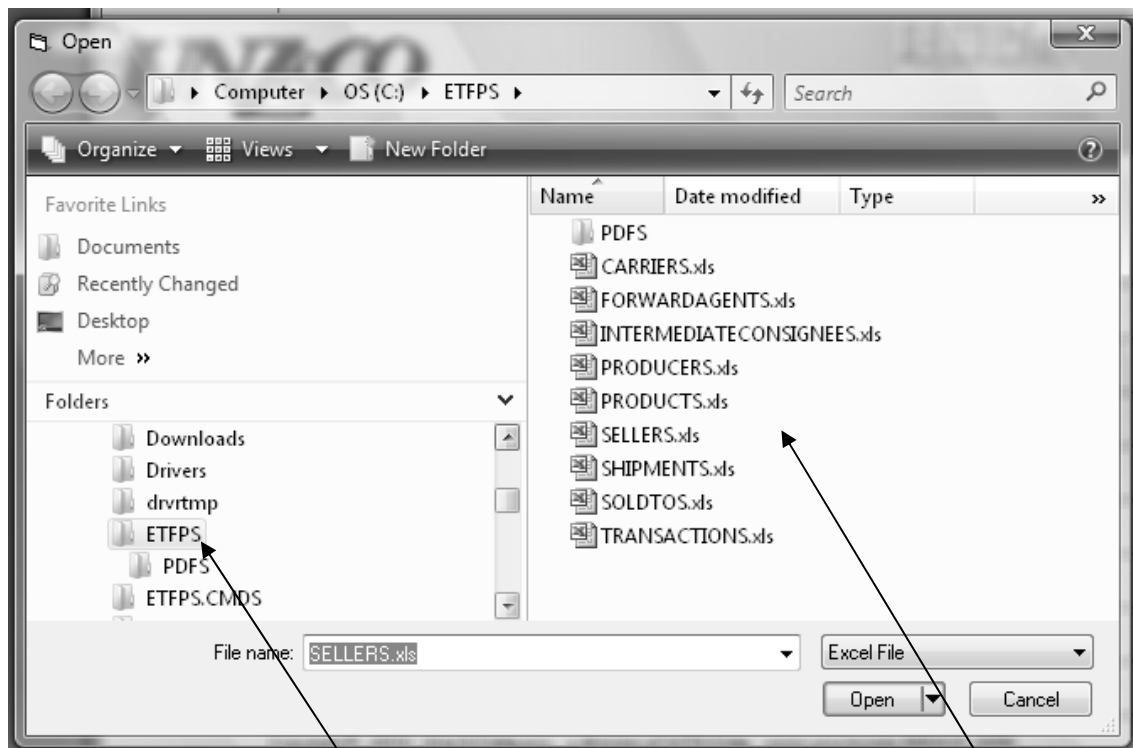 Open
UNZ&CO
Computer OS (C:) ETFPS
Search
Organize Views New Folder
Favorite Links
Documents
Recently Changed
Desktop
More »
Folders
Downloads
Drivers
drvrtmp
ETFPS
PDFS
ETFPS.CMDS
Name Date modified Type »
PDFS
CARRIERS.xls
FORWARDAGENTS.xls
INTERMEDIATECONSIGNEES.xls
PRODUCERS.xls
PRODUCTS.xls
SELLERS.xls
SHIPMENTS.xls
SOLDTOS.xls
TRANSACTIONS.xls
File name: SELLERS.xls Excel File
Open Cancel